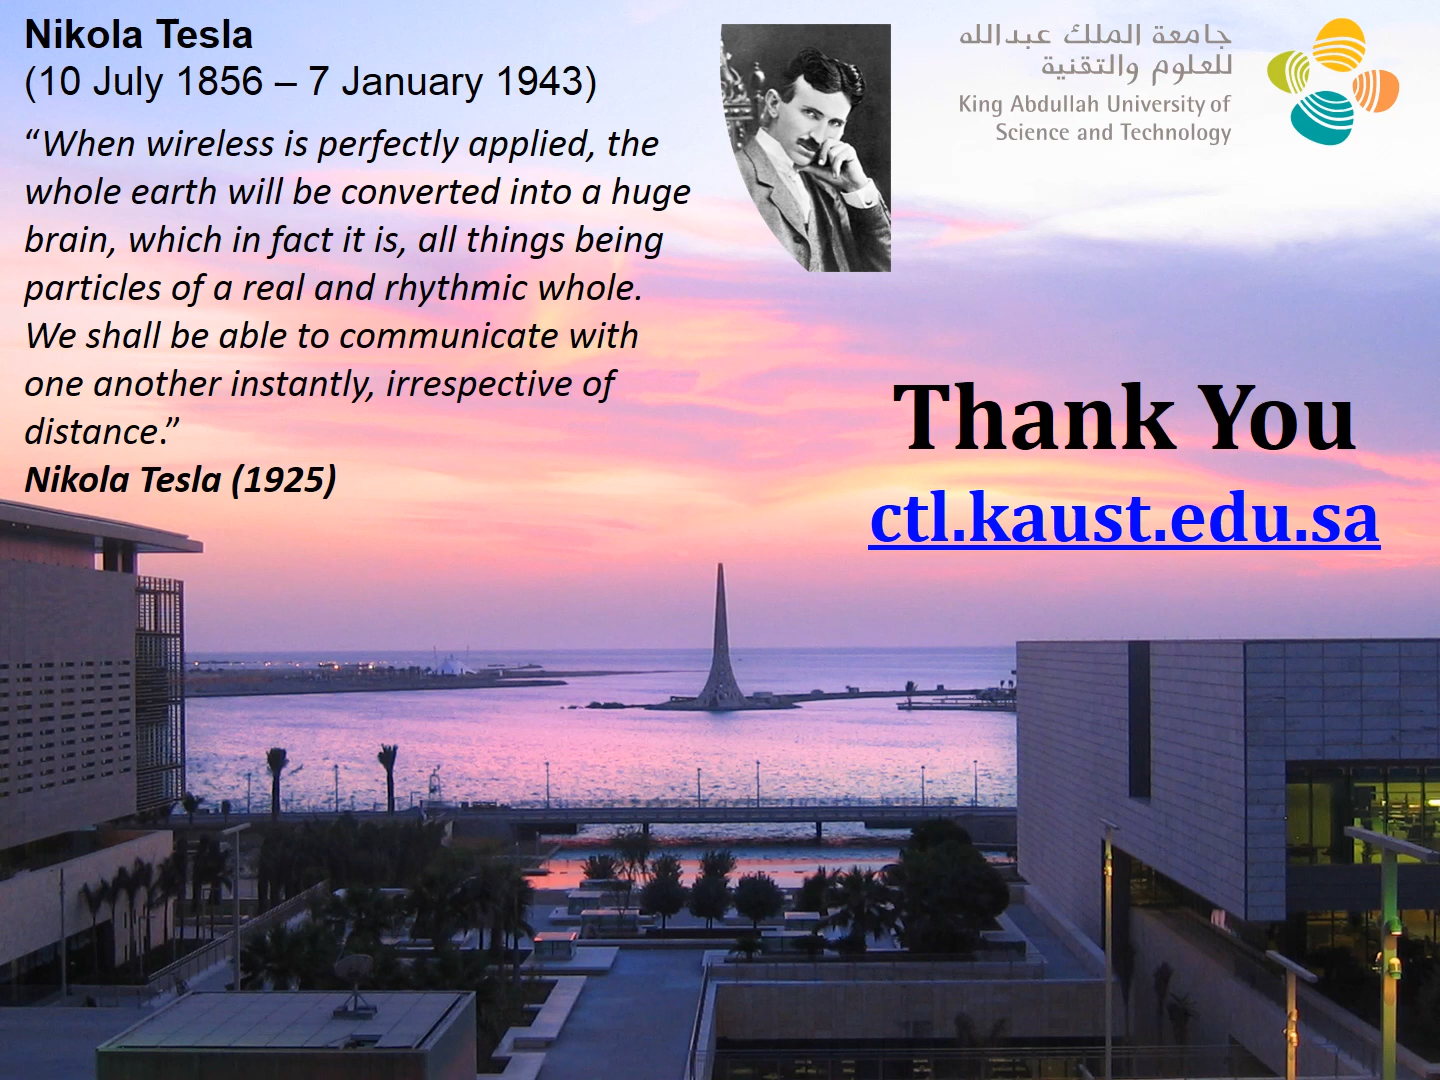 Nikola Tesla
(10 July 1856 – 7 January 1943)
“When wireless is perfectly applied, the
whole earth will be converted into a huge
brain, which in fact it is, all things being
particles of a real and rhythmic whole.
We shall be able to communicate with
one another instantly, irrespective of
distance.”
Nikola Tesla (1925)
جامعة الملك عبدالله
للعلوم والتقنية
King Abdullah University of
Science and Technology
Thank You
ctl.kaust.edu.sa